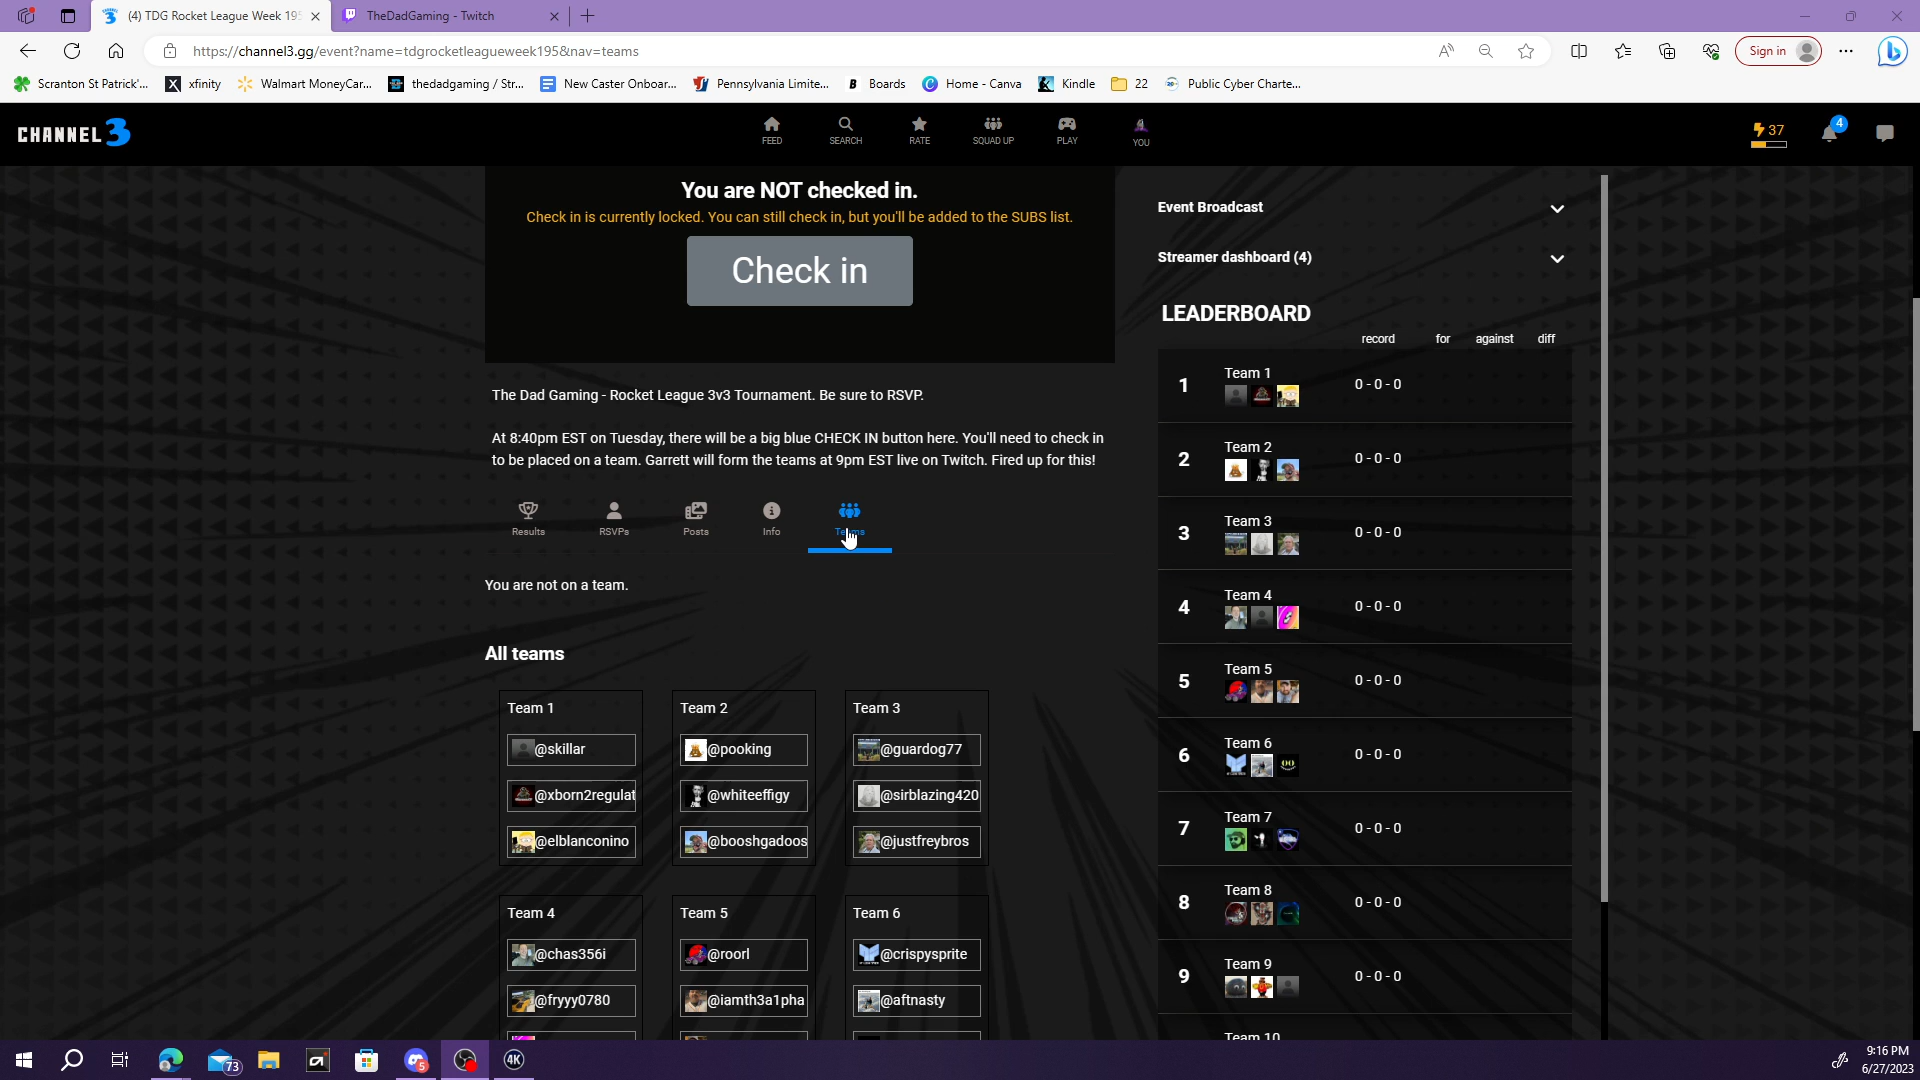 (4) TDG Rocket League Week 195
TheDadGaming - Twitch
https://channel3.gg/event?name=tdgrocketleagueweek195&nav=teams
Sign in
Scranton St Patrick'...
xfinity
Walmart MoneyCar...
thedadgaming / Str...
New Caster Onboar...
Pennsylvania Limite...
Boards
Home - Canva
Kindle
22
Public Cyber Charte...
CHANNEL 3
FEED
SEARCH
RATE
SQUAD UP
PLAY
YOU
37
4
You are NOT checked in.
Check in is currently locked. You can still check in, but you'll be added to the SUBS list.
Check in
The Dad Gaming - Rocket League 3v3 Tournament. Be sure to RSVP.
At 8:40pm EST on Tuesday, there will be a big blue CHECK IN button here. You'll need to check in
to be placed on a team. Garrett will form the teams at 9pm EST live on Twitch. Fired up for this!
Results
RSVPs
Posts
Info
Teams
You are not on a team.
All teams
Team 1
@skillar
@xborn2regulat
@elblanconino
Team 2
@pooking
@whiteeffigy
@booshgadoos
Team 3
@guardog77
@sirblazing420
@justfreybros
Team 4
@chas356i
@fryyy0780
Team 5
@roorl
@iamth3a1pha
Team 6
@crispysprite
@aftnasty
Event Broadcast
Streamer dashboard (4)
LEADERBOARD
record for against diff
1 Team 1 0 - 0 - 0
2 Team 2 0 - 0 - 0
3 Team 3 0 - 0 - 0
4 Team 4 0 - 0 - 0
5 Team 5 0 - 0 - 0
6 Team 6 0 - 0 - 0
7 Team 7 0 - 0 - 0
8 Team 8 0 - 0 - 0
9 Team 9 0 - 0 - 0
Team 10
73
5
4K
9:16 PM
6/27/2023